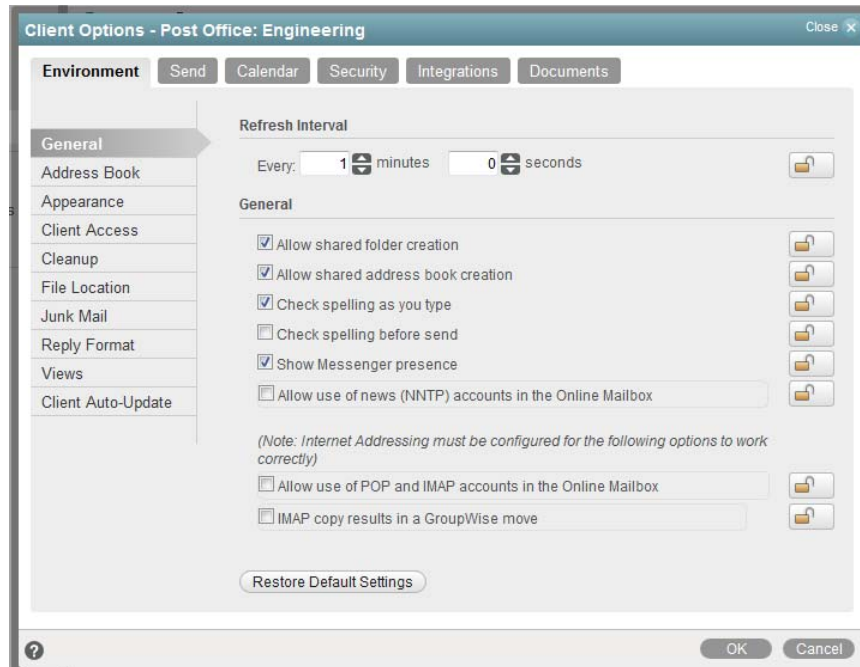 Client Options - Post Office: Engineering
Close
Environment Send Calendar Security Integrations Documents
General
Address Book
Appearance
Client Access
Cleanup
File Location
Junk Mail
Reply Format
Views
Client Auto-Update
Refresh Interval
Every: 1 minutes 0 seconds
General
Allow shared folder creation
Allow shared address book creation
Check spelling as you type
Check spelling before send
Show Messenger presence
Allow use of news (NNTP) accounts in the Online Mailbox
(Note: Internet Addressing must be configured for the following options to work
correctly)
Allow use of POP and IMAP accounts in the Online Mailbox
IMAP copy results in a GroupWise move
Restore Default Settings
?
OK Cancel